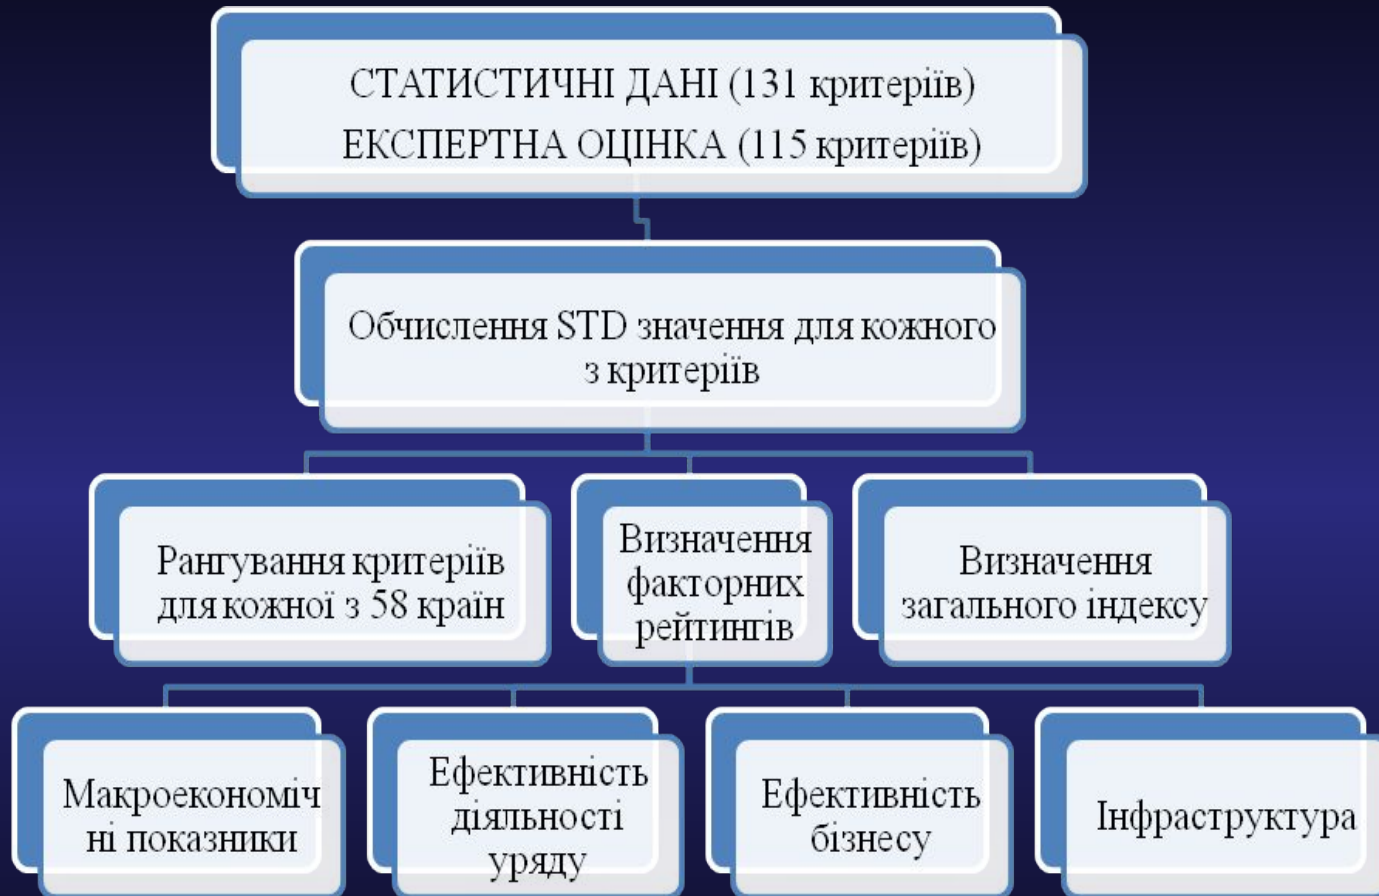 СТАТИСТИЧНІ ДАНІ (131 критеріїв)
ЕКСПЕРТНА ОЦІНКА (115 критеріїв)
Обчислення STD значення для кожного
з критеріїв
Рангування критеріїв
для кожної з 58 країн
Визначення
факторних
рейтингів
Визначення
загального індексу
Макроекономіч
ні показники
Ефективність
діяльності
уряду
Ефективність
бізнесу
Інфраструктура